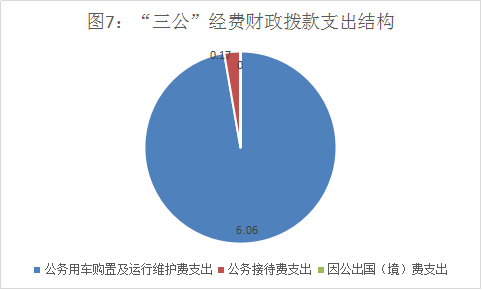 图7：“三公”经费财政拨款支出结构
0.17
0
6.06
公务用车购置及运行维护费支出 公务接待费支出 因公出国（境）费支出